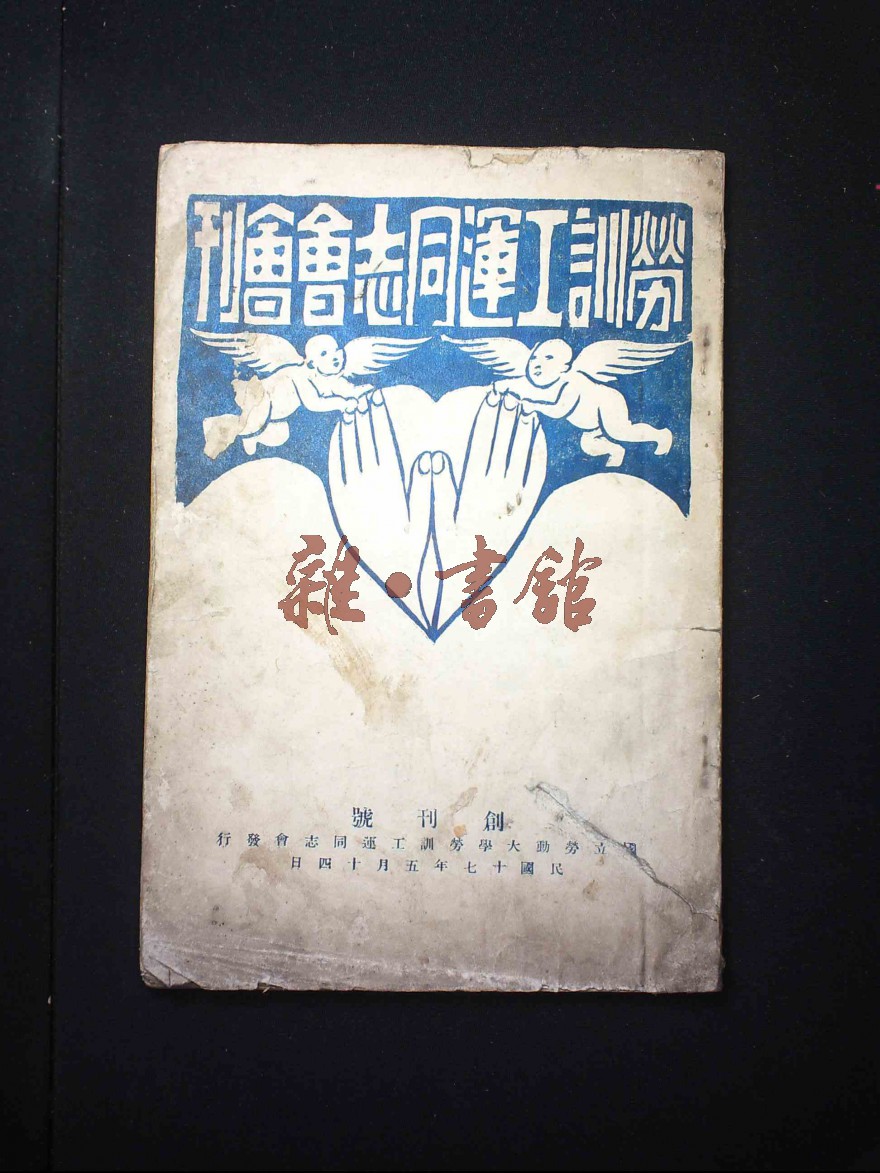 勞訓工運同志會會刊
雜·書館
創刊號
國立勞動大學勞訓工運同志會發行
民國十七年五月十四日